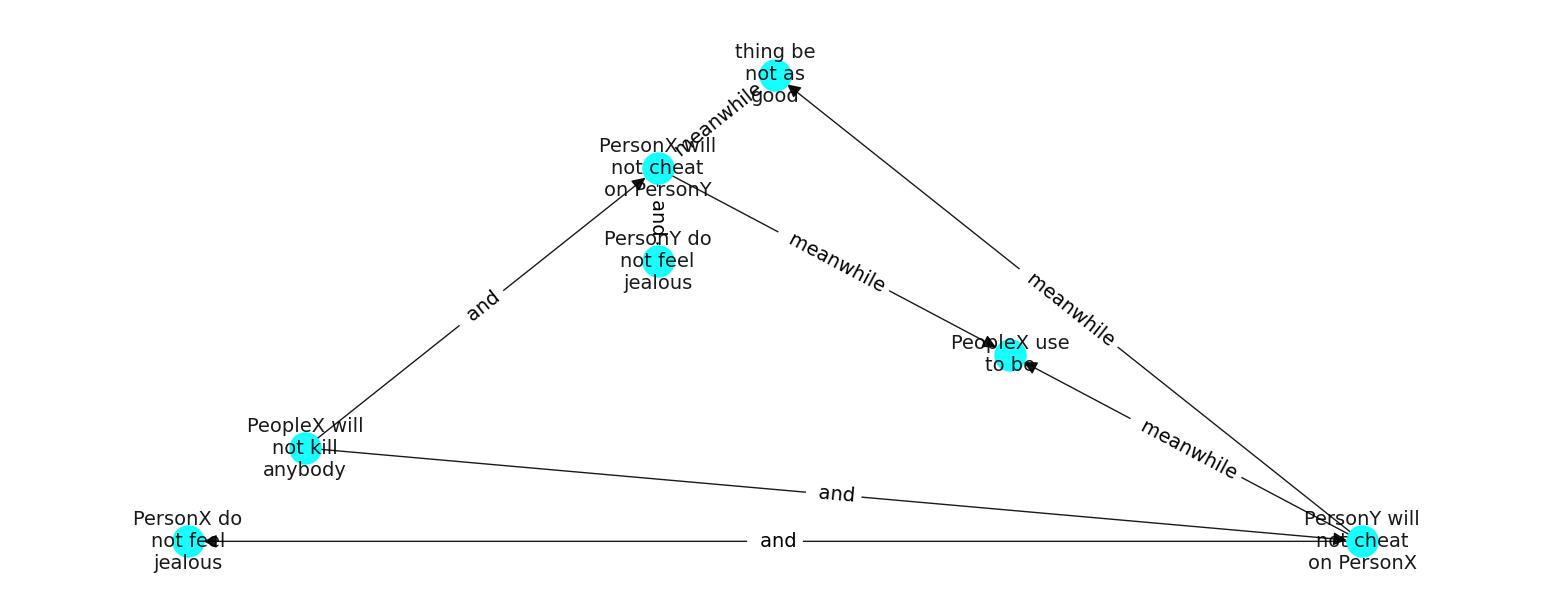 thing be
not as
good
meanwhile
PersonX will
not cheat
on PersonY
and
PersonY do
not feel
jealous
meanwhile
meanwhile
and
PeopleX use
to be
meanwhile
PeopleX will
not kill
anybody
and
PersonX do
not feel
jealous
and
PersonY will
not cheat
on PersonX